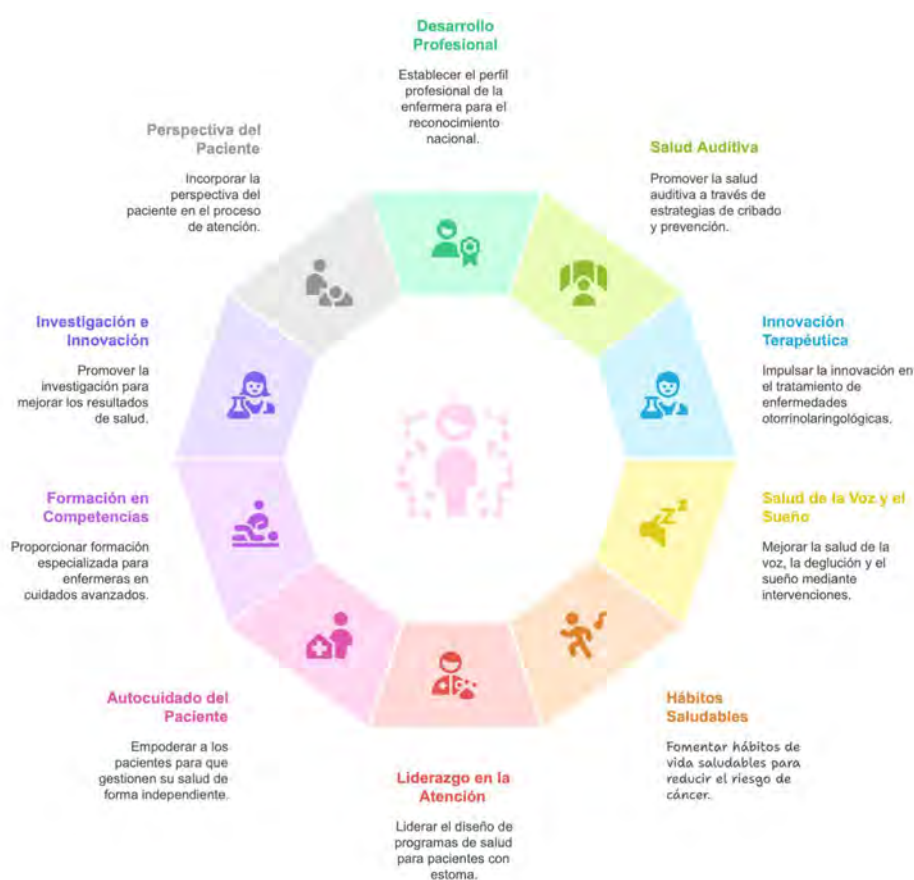 Desarrollo
Profesional
Establecer el perfil
profesional de la
enfermera para el
reconocimiento
nacional.
Salud Auditiva
Promover la salud
auditiva a través de
estrategias de cribado
y prevención.
Innovación
Terapéutica
Impulsar la innovación en
el tratamiento de
enfermedades
otorrinolaringológicas.
Salud de la Voz y el
Sueño
Mejorar la salud de la
voz, la deglución y el
sueño mediante
intervenciones.
Hábitos
Saludables
Fomentar hábitos de
vida saludables para
reducir el riesgo de
cáncer.
Liderazgo en la
Atención
Liderar el diseño de
programas de salud
para pacientes con
estoma.
Autocuidado del
Paciente
Empoderar a los
pacientes para que
gestionen su salud de
forma independiente.
Formación en
Competencias
Proporcionar formación
especializada para
enfermeras en
cuidados avanzados.
Investigación e
Innovación
Promover la
investigación para
mejorar los resultados
de salud.
Perspectiva del
Paciente
Incorporar la
perspectiva del
paciente en el proceso
de atención.